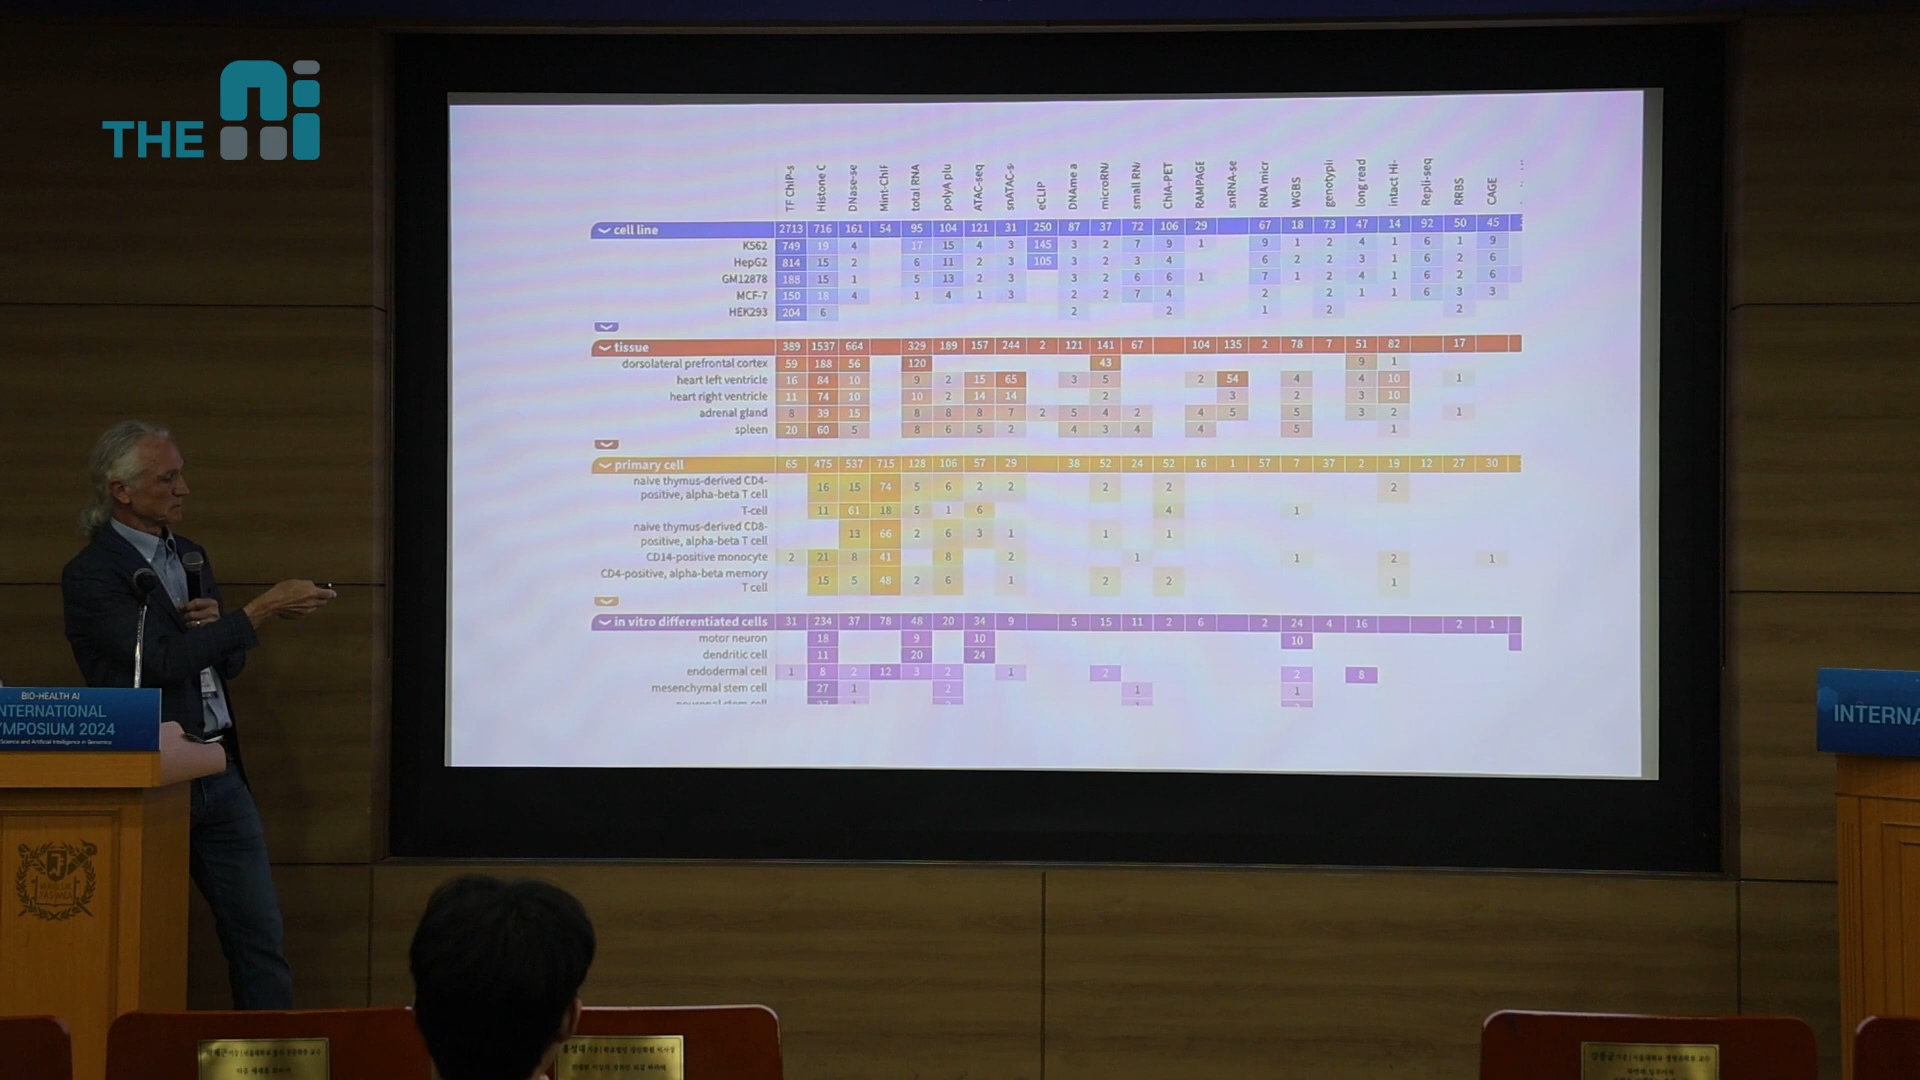 THE Ai
TF ChIP-s Histone C DNase-se Mint-ChIP total RNA polyA plu ATAC-seq snATAC-s eCLIP DNAme a microRNA small RNA ChIA-PET RAMPAGE snRNA-se RNA micr WGBS genotypi long read intact Hi- Repli-seq RRBS CAGE
cell line 2713 716 161 54 95 104 121 31 250 87 37 72 106 29 67 18 73 47 14 92 50 45
K562 749 19 4 17 15 4 3 145 3 2 7 9 1 9 1 2 4 1 6 1 9
HepG2 814 15 2 6 11 2 3 105 3 2 3 4 6 2 2 3 1 6 2 6
GM12878 188 15 1 5 13 2 3 3 2 6 6 1 7 1 2 4 1 6 2 6
MCF-7 150 18 4 1 4 1 3 2 2 7 4 2 2 1 1 6 3 3
HEK293 204 6 2 2 1 2 2
tissue 389 1537 664 329 189 157 244 2 121 141 67 104 135 2 78 7 51 82 17
dorsolateral prefrontal cortex 59 188 56 120 43 9 1
heart left ventricle 16 84 10 9 2 15 65 3 5 2 54 4 4 10 1
heart right ventricle 11 74 10 10 2 14 14 2 3 2 3 10
adrenal gland 8 39 15 8 8 8 7 2 5 4 2 4 5 5 3 2 1
spleen 20 60 5 8 6 5 2 4 3 4 4 5 1
primary cell 65 475 537 715 128 106 57 29 38 52 24 52 16 1 57 7 37 2 19 12 27 30
naive thymus-derived CD4-
positive, alpha-beta T cell 16 15 74 5 6 2 2 2 2 2
T-cell 11 61 18 5 1 6 4 1
naive thymus-derived CD8-
positive, alpha-beta T cell 13 66 2 6 3 1 1 1
CD14-positive monocyte 2 21 8 41 8 2 1 1 2 1
CD4-positive, alpha-beta memory
T cell 15 5 48 2 6 1 2 2 1
in vitro differentiated cells 31 234 37 78 48 20 34 9 5 15 11 2 6 2 24 4 16 2 1
motor neuron 18 9 10 10
dendritic cell 11 20 24
endodermal cell 1 8 2 12 3 2 1 2 2 8
mesenchymal stem cell 27 1 2 1 1
BIO-HEALTH AI
NTERNATIONAL
YMPOSIUM 2024
Science and Artificial Intelligence in Genomics
INTERNA